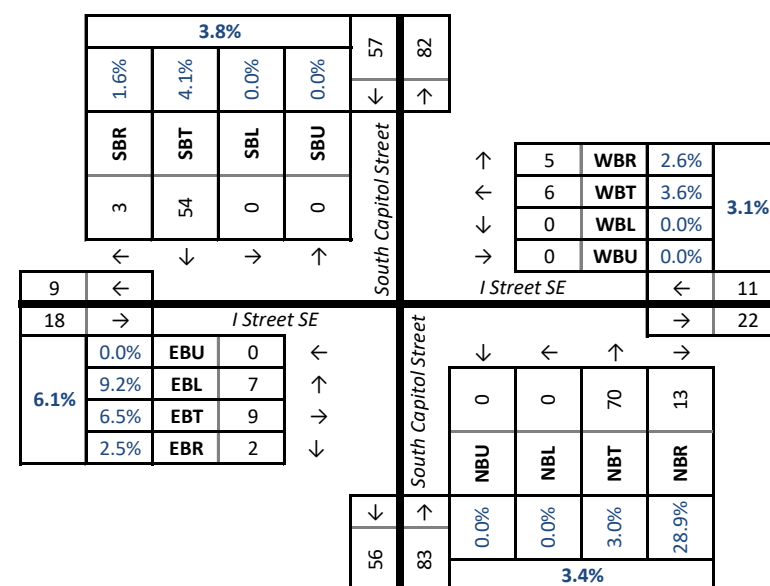 3.8%
57 82
1.6% 4.1% 0.0% 0.0%
↓ ↑
SBR SBT SBL SBU
3 54 0 0
← ↓ → ↑
South Capitol Street
↑ 5 WBR 2.6%
← 6 WBT 3.6%
↓ 0 WBL 0.0%
→ 0 WBU 0.0%
3.1%
9 ←
I Street SE
← 11
18 →
I Street SE
→ 22
6.1%
0.0% EBU 0 ←
9.2% EBL 7 ↑
6.5% EBT 9 →
2.5% EBR 2 ↓
South Capitol Street
↓ ← ↑ →
0 0 70 13
NBU NBL NBT NBR
↓ ↑
0.0% 0.0% 3.0% 28.9%
56 83
3.4%